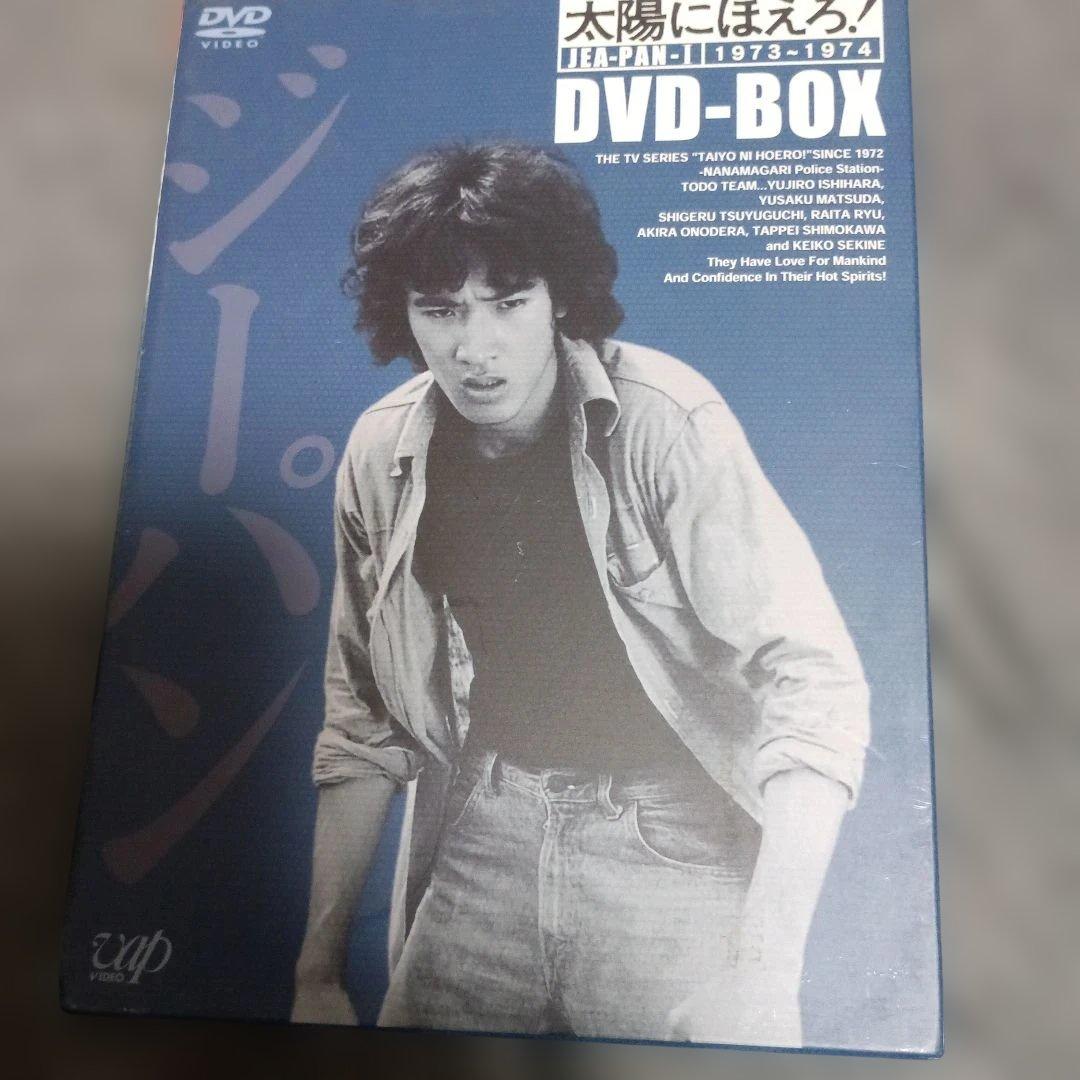 DVD
VIDEO
太陽にほえろ!
JEA-PAN-I 1973~1974
DVD-BOX
THE TV SERIES "TAIYO NI HOERO!"SINCE 1972
-NANAMAGARI Police Station-
TODO TEAM...YUJIRO ISHIHARA,
YUSAKU MATSUDA,
SHIGERU TSUYUGUCHI, RAITA RYU,
AKIRA ONODERA, TAPPEI SHIMOKAWA
and KEIKO SEKINE
They Have Love For Mankind
And Confidence In Their Hot Spirits!
ジーパン
vap
VIDEO